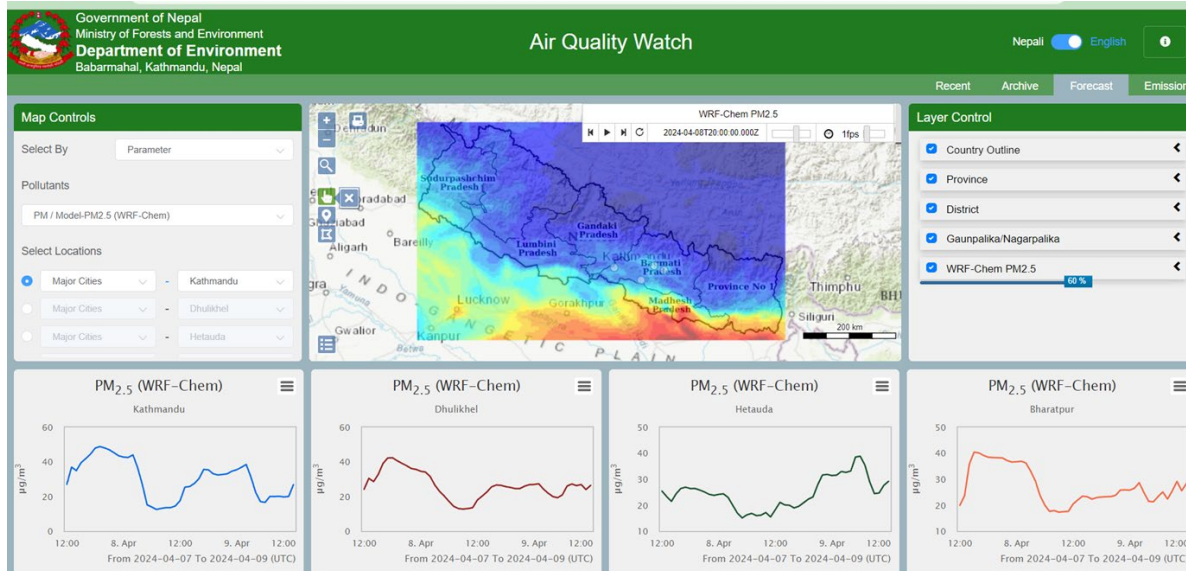 Government of Nepal
Ministry of Forests and Environment
Department of Environment
Babarmahal, Kathmandu, Nepal
Air Quality Watch
Nepali English
Recent Archive Forecast Emission
Map Controls
Select By Parameter
Pollutants
PM / Model-PM2.5 (WRF-Chem)
Select Locations
Major Cities - Kathmandu
Major Cities - Dhulikhel
Major Cities - Hetauda
WRF-Chem PM2.5
2024-04-08T20:00:00.000Z 1fps
Sudurpashchim
Pradesh
Aligarh
Bareilly
Lumbini
Pradesh
Gandaki
Pradesh
Kathmandu
Bagmati
Pradesh
Province No 1
Thimphu
Lucknow
Gorakhpur
Madhesh
Pradesh
Siliguri
Gwalior
Kanpur
Betwa
Yamuna
INDO GANGETIC PLAIN
200 km
Layer Control
Country Outline
Province
District
Gaunpalika/Nagarpalika
WRF-Chem PM2.5
60 %
PM2.5 (WRF-Chem)
Kathmandu
µg/m3
60
40
20
0
12:00 8. Apr 12:00 9. Apr 12:00
From 2024-04-07 To 2024-04-09 (UTC)
PM2.5 (WRF-Chem)
Dhulikhel
µg/m3
60
40
20
0
12:00 8. Apr 12:00 9. Apr 12:00
From 2024-04-07 To 2024-04-09 (UTC)
PM2.5 (WRF-Chem)
Hetauda
µg/m3
50
40
30
20
10
12:00 8. Apr 12:00 9. Apr 12:00
From 2024-04-07 To 2024-04-09 (UTC)
PM2.5 (WRF-Chem)
Bharatpur
µg/m3
50
40
30
20
10
12:00 8. Apr 12:00 9. Apr 12:00
From 2024-04-07 To 2024-04-09 (UTC)